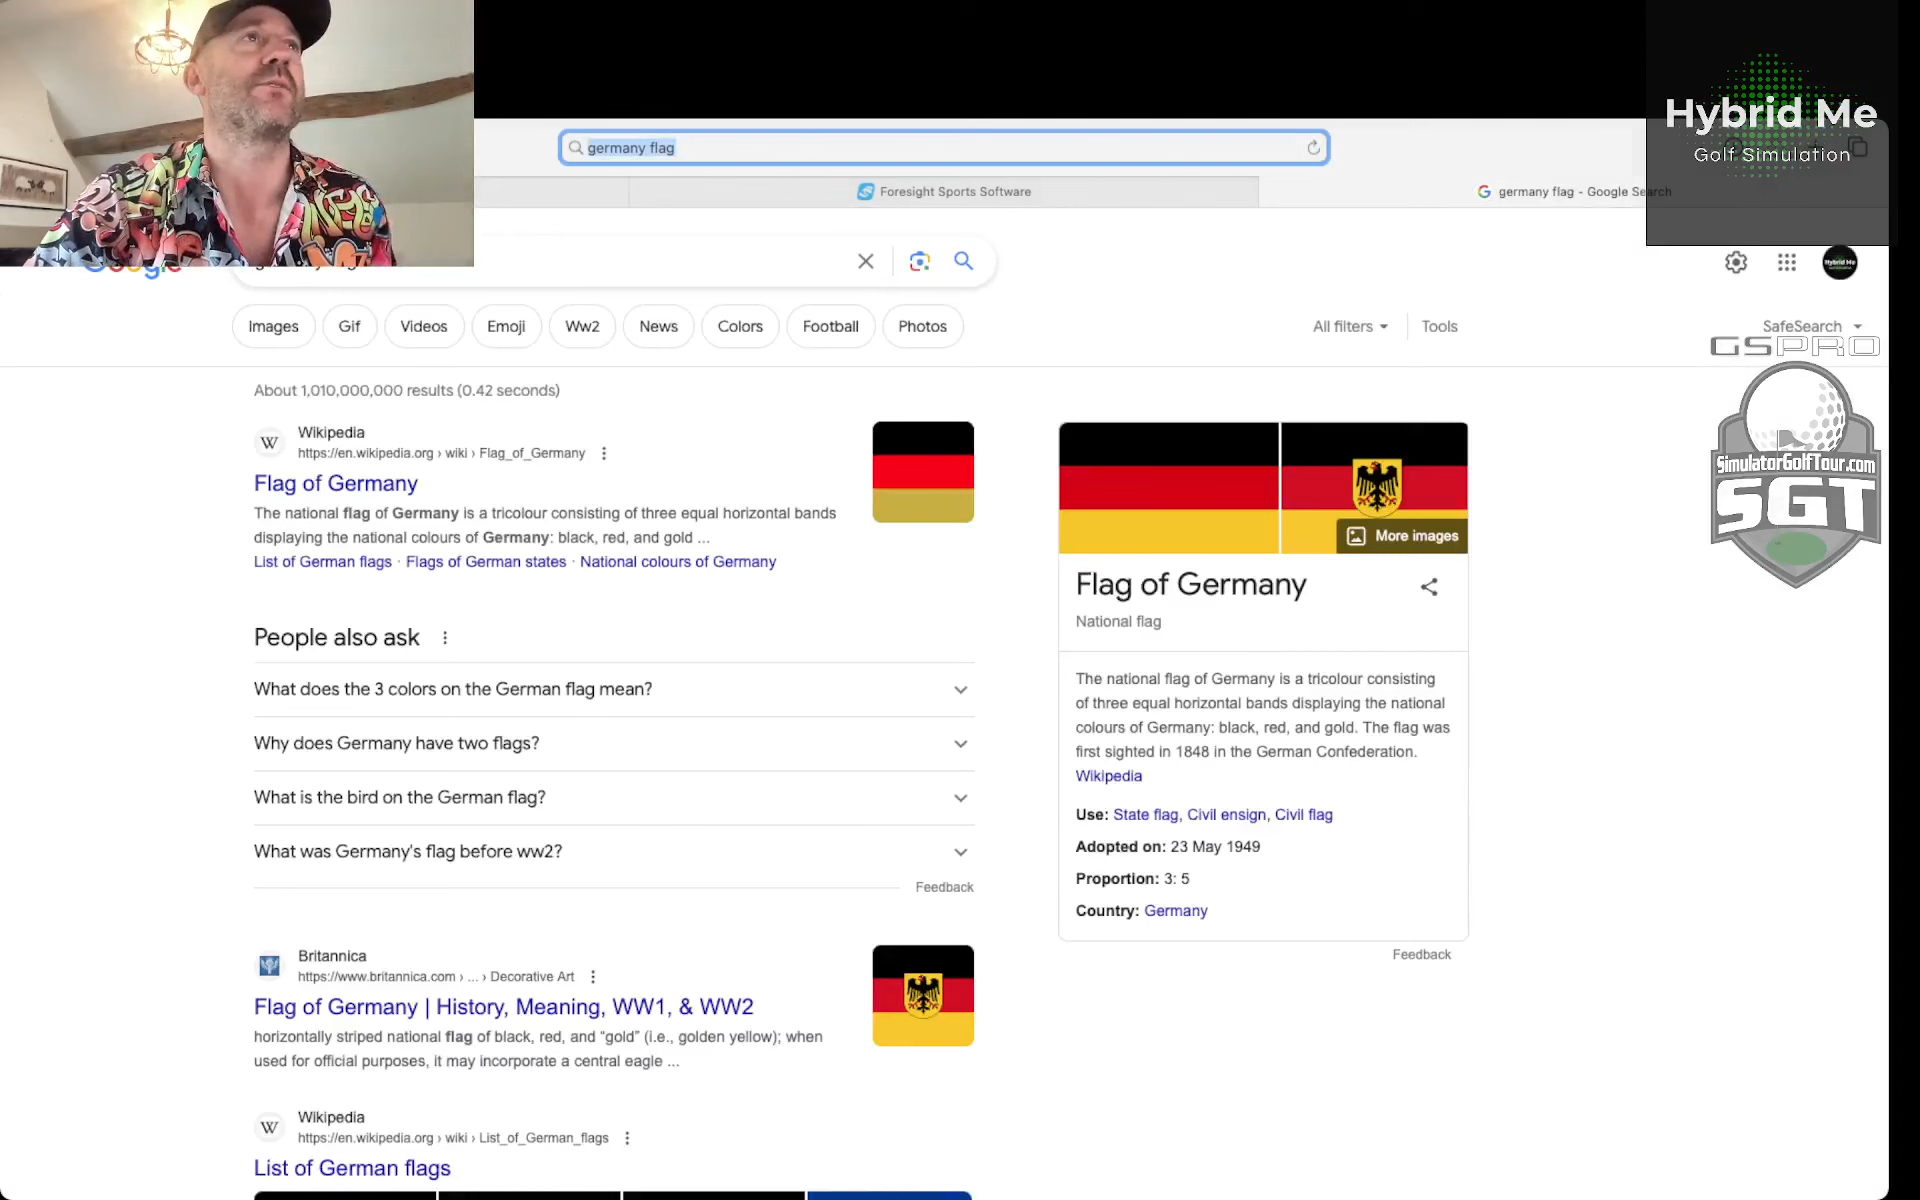 germany flag
Hybrid Me
Golf Simulation
Foresight Sports Software
germany flag - Google Search
Hybrid Me
Images
Gif
Videos
Emoji
Ww2
News
Colors
Football
Photos
All filters
Tools
SafeSearch
GSPRO
About 1,010,000,000 results (0.42 seconds)
W
Wikipedia
https://en.wikipedia.org › wiki › Flag_of_Germany
Flag of Germany
The national flag of Germany is a tricolour consisting of three equal horizontal bands
displaying the national colours of Germany: black, red, and gold ...
List of German flags · Flags of German states · National colours of Germany
People also ask
What does the 3 colors on the German flag mean?
Why does Germany have two flags?
What is the bird on the German flag?
What was Germany's flag before ww2?
Feedback
Britannica
https://www.britannica.com › ... › Decorative Art
Flag of Germany | History, Meaning, WW1, & WW2
horizontally striped national flag of black, red, and “gold” (i.e., golden yellow); when
used for official purposes, it may incorporate a central eagle ...
W
Wikipedia
https://en.wikipedia.org › wiki › List_of_German_flags
List of German flags
More images
Flag of Germany
National flag
The national flag of Germany is a tricolour consisting
of three equal horizontal bands displaying the national
colours of Germany: black, red, and gold. The flag was
first sighted in 1848 in the German Confederation.
Wikipedia
Use: State flag, Civil ensign, Civil flag
Adopted on: 23 May 1949
Proportion: 3: 5
Country: Germany
Feedback
SimulatorGolfTour.com
SGT